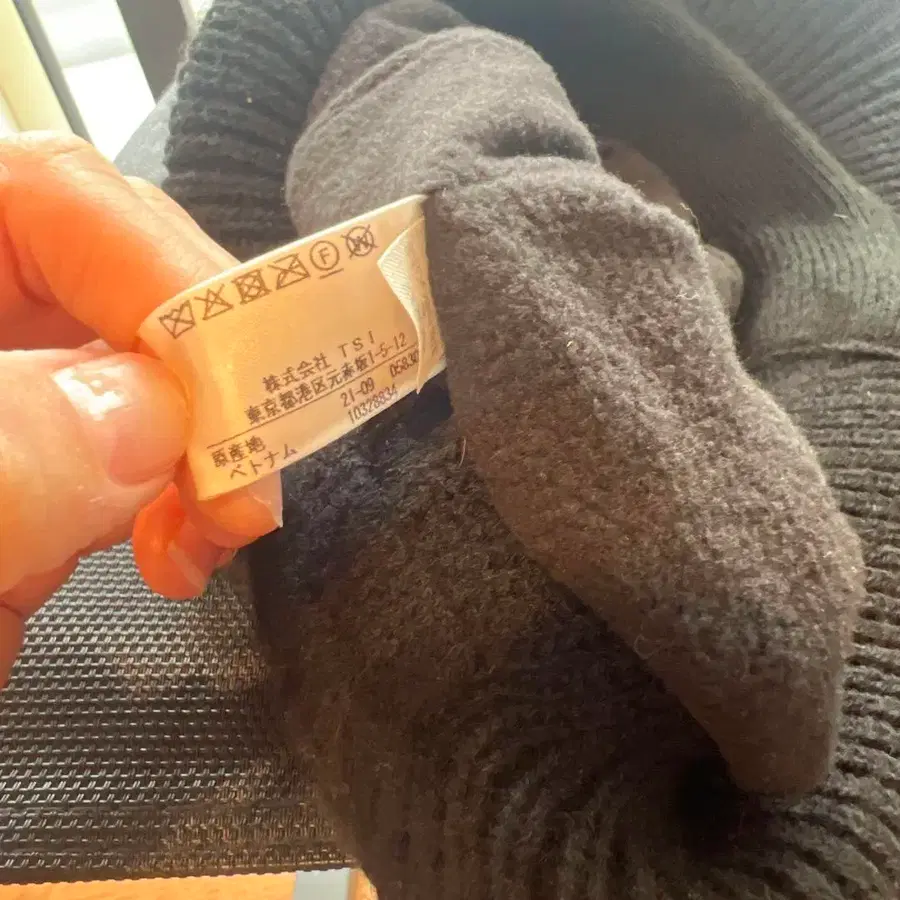 F W
株式会社 TSI
東京都港区元赤坂1-5-12
21-09
10328834
原産地
ベトナム